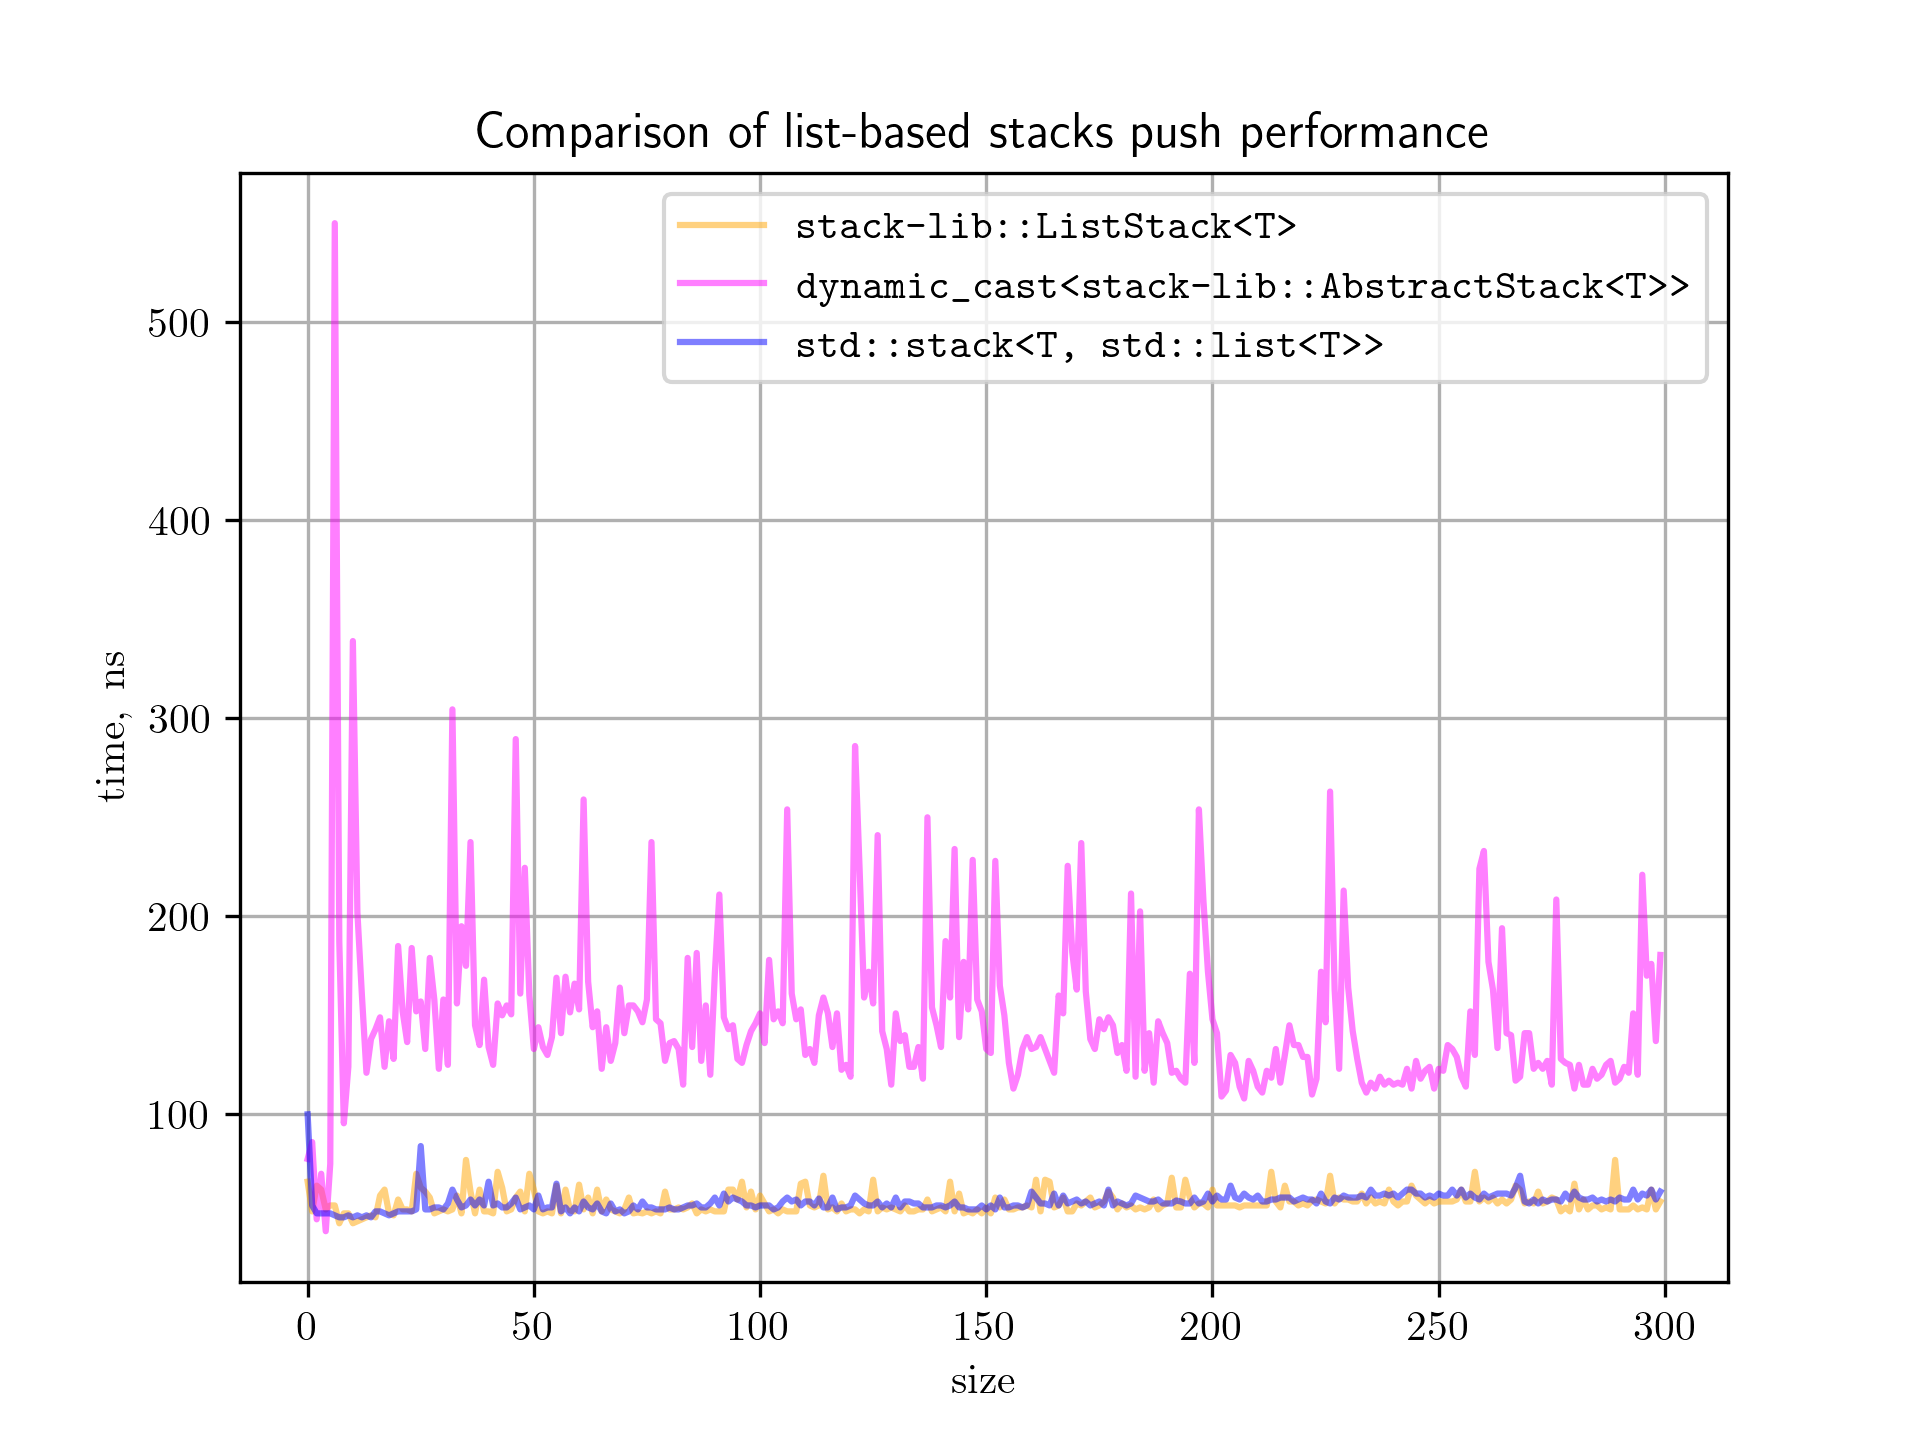 Comparison of list-based stacks push performance
stack-lib::ListStack<T>
dynamic_cast<stack-lib::AbstractStack<T>>
std::stack<T, std::list<T>>
500
400
300
200
100
time, ns
0 50 100 150 200 250 300
size